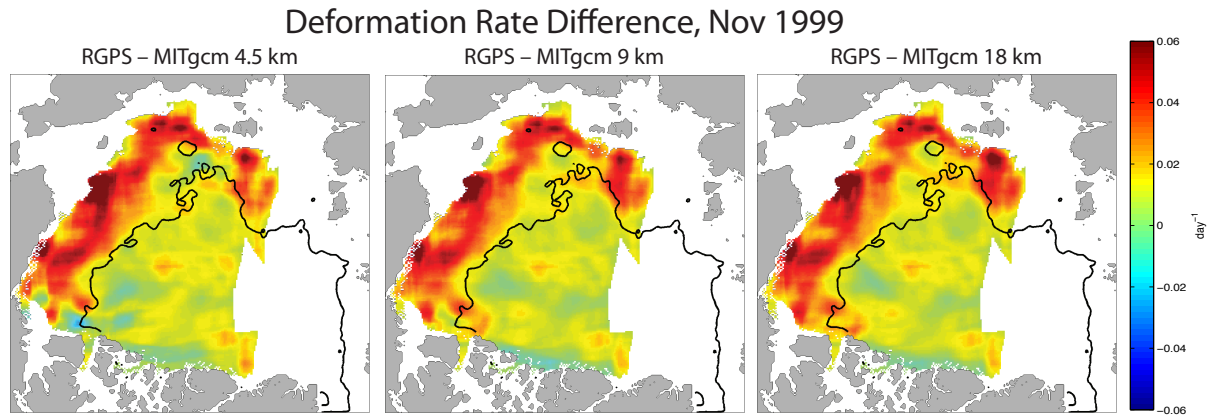 Deformation Rate Difference, Nov 1999
RGPS – MITgcm 4.5 km
RGPS – MITgcm 9 km
RGPS – MITgcm 18 km
0.06
0.04
0.02
0
−0.02
−0.04
−0.06
day⁻¹